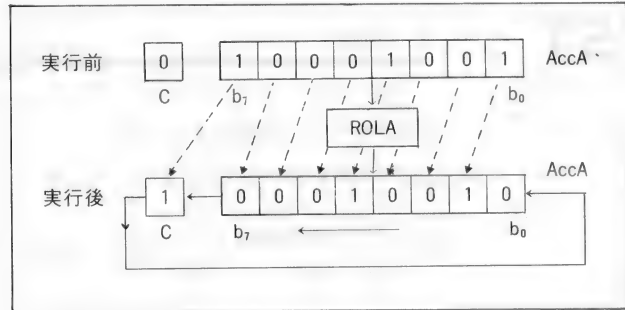 実行前 0 1 0 0 0 1 0 0 1 AccA
C b₇ b₀
ROLA
AccA
実行後 1 0 0 0 1 0 0 1 0
C b₇ b₀